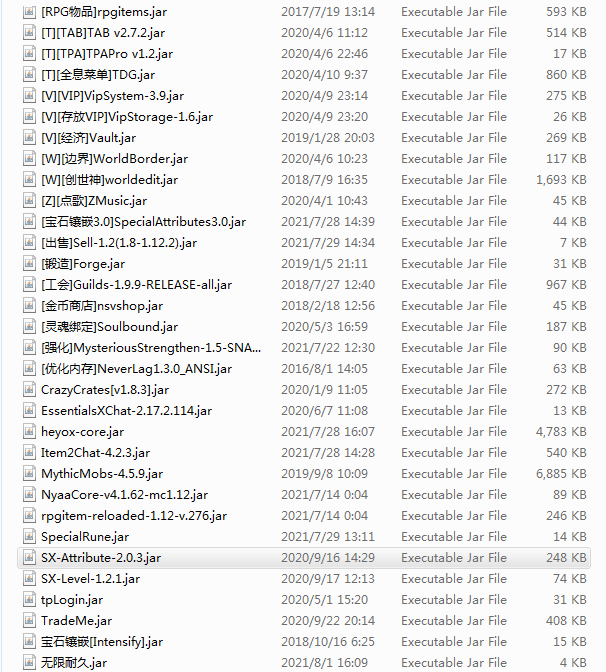 [RPG物品]rpgitems.jar 2017/7/19 13:14 Executable Jar File 593 KB
[T][TAB]TAB v2.7.2.jar 2020/4/6 11:12 Executable Jar File 514 KB
[T][TPA]TPAPro v1.2.jar 2020/4/6 22:46 Executable Jar File 17 KB
[T][全息菜单]TDG.jar 2020/4/10 9:37 Executable Jar File 860 KB
[V][VIP]VipSystem-3.9.jar 2020/4/9 23:14 Executable Jar File 275 KB
[V][存放VIP]VipStorage-1.6.jar 2020/4/9 23:20 Executable Jar File 26 KB
[V][经济]Vault.jar 2019/1/28 20:03 Executable Jar File 269 KB
[W][边界]WorldBorder.jar 2020/4/6 10:23 Executable Jar File 117 KB
[W][创世神]worldedit.jar 2018/7/9 16:35 Executable Jar File 1,693 KB
[Z][点歌]ZMusic.jar 2020/4/1 10:43 Executable Jar File 45 KB
[宝石镶嵌3.0]SpecialAttributes3.0.jar 2021/7/28 14:39 Executable Jar File 44 KB
[出售]Sell-1.2(1.8-1.12.2).jar 2021/7/29 14:34 Executable Jar File 7 KB
[锻造]Forge.jar 2019/1/5 21:11 Executable Jar File 31 KB
[工会]Guilds-1.9.9-RELEASE-all.jar 2018/7/27 12:40 Executable Jar File 967 KB
[金币商店]nsvshop.jar 2018/2/18 12:56 Executable Jar File 45 KB
[灵魂绑定]Soulbound.jar 2020/5/3 16:59 Executable Jar File 187 KB
[强化]MysteriousStrengthen-1.5-SNA... 2021/7/22 12:30 Executable Jar File 90 KB
[优化内存]NeverLag1.3.0_ANSI.jar 2016/8/1 14:05 Executable Jar File 63 KB
CrazyCrates[v1.8.3].jar 2020/1/9 11:05 Executable Jar File 272 KB
EssentialsXChat-2.17.2.114.jar 2020/6/7 11:08 Executable Jar File 13 KB
heyox-core.jar 2021/7/28 16:07 Executable Jar File 4,783 KB
Item2Chat-4.2.3.jar 2021/7/28 14:28 Executable Jar File 540 KB
MythicMobs-4.5.9.jar 2019/9/8 10:09 Executable Jar File 6,885 KB
NyaaCore-v4.1.62-mc1.12.jar 2021/7/14 0:04 Executable Jar File 89 KB
rpgitem-reloaded-1.12-v.276.jar 2021/7/14 0:04 Executable Jar File 246 KB
SpecialRune.jar 2021/7/29 13:11 Executable Jar File 14 KB
SX-Attribute-2.0.3.jar 2020/9/16 14:29 Executable Jar File 248 KB
SX-Level-1.2.1.jar 2020/9/17 12:13 Executable Jar File 74 KB
tpLogin.jar 2020/5/1 15:20 Executable Jar File 31 KB
TradeMe.jar 2020/9/22 20:14 Executable Jar File 408 KB
宝石镶嵌[Intensify].jar 2018/10/16 6:25 Executable Jar File 15 KB
无限耐久.jar 2021/8/1 16:09 Executable Jar File 4 KB